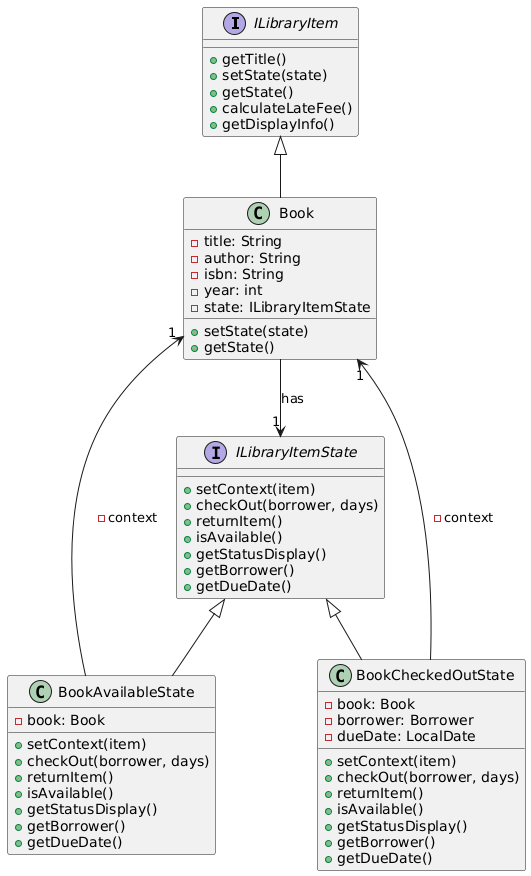 I ILibraryItem
getTitle()
setState(state)
getState()
calculateLateFee()
getDisplayInfo()
C Book
title: String
author: String
isbn: String
year: int
state: ILibraryItemState
setState(state)
getState()
1
has
1
1
I ILibraryItemState
setContext(item)
checkOut(borrower, days)
returnItem()
isAvailable()
getStatusDisplay()
getBorrower()
getDueDate()
context
context
C BookAvailableState
book: Book
setContext(item)
checkOut(borrower, days)
returnItem()
isAvailable()
getStatusDisplay()
getBorrower()
getDueDate()
C BookCheckedOutState
book: Book
borrower: Borrower
dueDate: LocalDate
setContext(item)
checkOut(borrower, days)
returnItem()
isAvailable()
getStatusDisplay()
getBorrower()
getDueDate()